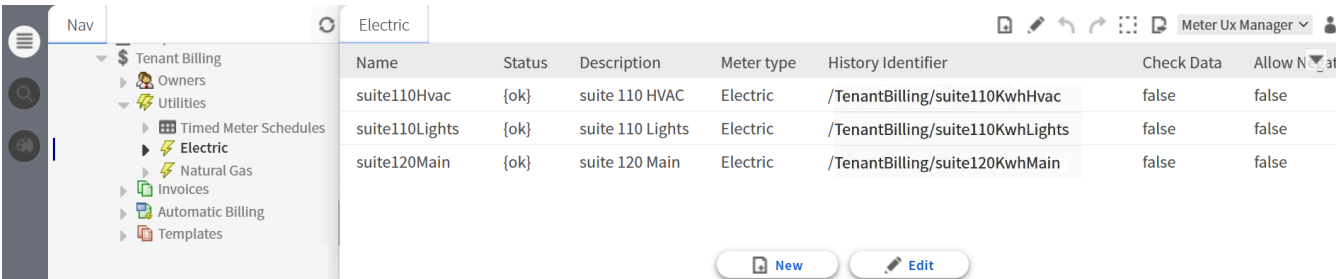 Nav
Electric
Meter Ux Manager
Tenant Billing
Owners
Utilities
Timed Meter Schedules
Electric
Natural Gas
Invoices
Automatic Billing
Templates
Name Status Description Meter type History Identifier Check Data Allow
suite110Hvac {ok} suite 110 HVAC Electric /TenantBilling/suite110KwhHvac false false
suite110Lights {ok} suite 110 Lights Electric /TenantBilling/suite110KwhLights false false
suite120Main {ok} suite 120 Main Electric /TenantBilling/suite120KwhMain false false
New Edit